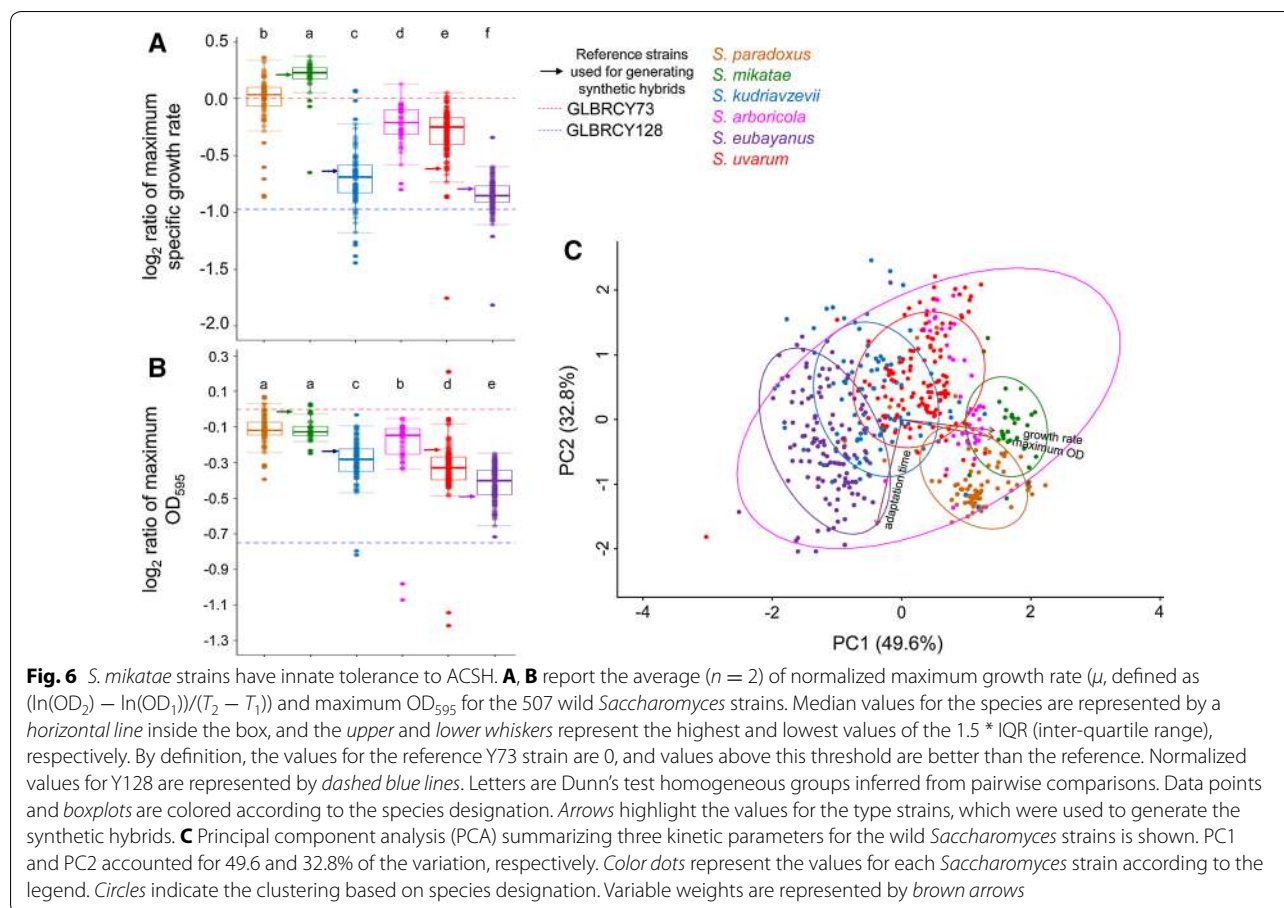 A
log₂ ratio of maximum
specific growth rate
0.5
0.0
-0.5
-1.0
-1.5
-2.0
b a c d e f
Reference strains
used for generating
synthetic hybrids
GLBRCY73
GLBRCY128
S. paradoxus
S. mikatae
S. kudriavzevii
S. arboricola
S. eubayanus
S. uvarum
B
log₂ ratio of maximum
OD₅₉₅
0.3
0.1
-0.1
-0.3
-0.5
-0.7
-0.9
-1.1
-1.3
a a c b d e
C
PC2 (32.8%)
2
1
0
-1
-2
growth rate
maximum OD
adaptation time
-4 -2 0 2 4
PC1 (49.6%)
Fig. 6 S. mikatae strains have innate tolerance to ACSH. A, B report the average (n = 2) of normalized maximum growth rate (μ, defined as
(ln(OD₂) − ln(OD₁))/(T₂ − T₁)) and maximum OD₅₉₅ for the 507 wild Saccharomyces strains. Median values for the species are represented by a
horizontal line inside the box, and the upper and lower whiskers represent the highest and lowest values of the 1.5 * IQR (inter-quartile range),
respectively. By definition, the values for the reference Y73 strain are 0, and values above this threshold are better than the reference. Normalized
values for Y128 are represented by dashed blue lines. Letters are Dunn's test homogeneous groups inferred from pairwise comparisons. Data points
and boxplots are colored according to the species designation. Arrows highlight the values for the type strains, which were used to generate the
synthetic hybrids. C Principal component analysis (PCA) summarizing three kinetic parameters for the wild Saccharomyces strains is shown. PC1
and PC2 accounted for 49.6 and 32.8% of the variation, respectively. Color dots represent the values for each Saccharomyces strain according to the
legend. Circles indicate the clustering based on species designation. Variable weights are represented by brown arrows